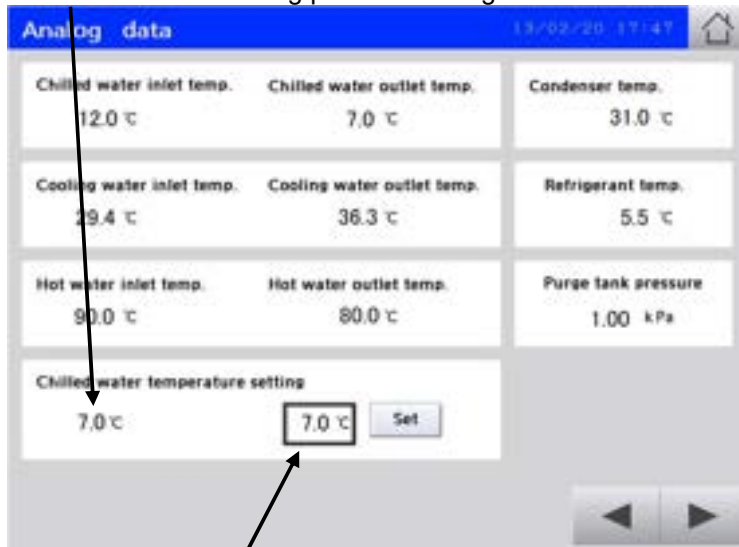 Analog data 13/02/20 17:47
Chilled water inlet temp. Chilled water outlet temp. Condenser temp.
12.0 ℃ 7.0 ℃ 31.0 ℃
Cooling water inlet temp. Cooling water outlet temp. Refrigerant temp.
29.4 ℃ 36.3 ℃ 5.5 ℃
Hot water inlet temp. Hot water outlet temp. Purge tank pressure
90.0 ℃ 80.0 ℃ 1.00 kPa
Chilled water temperature setting
7.0 ℃ 7.0 ℃ Set